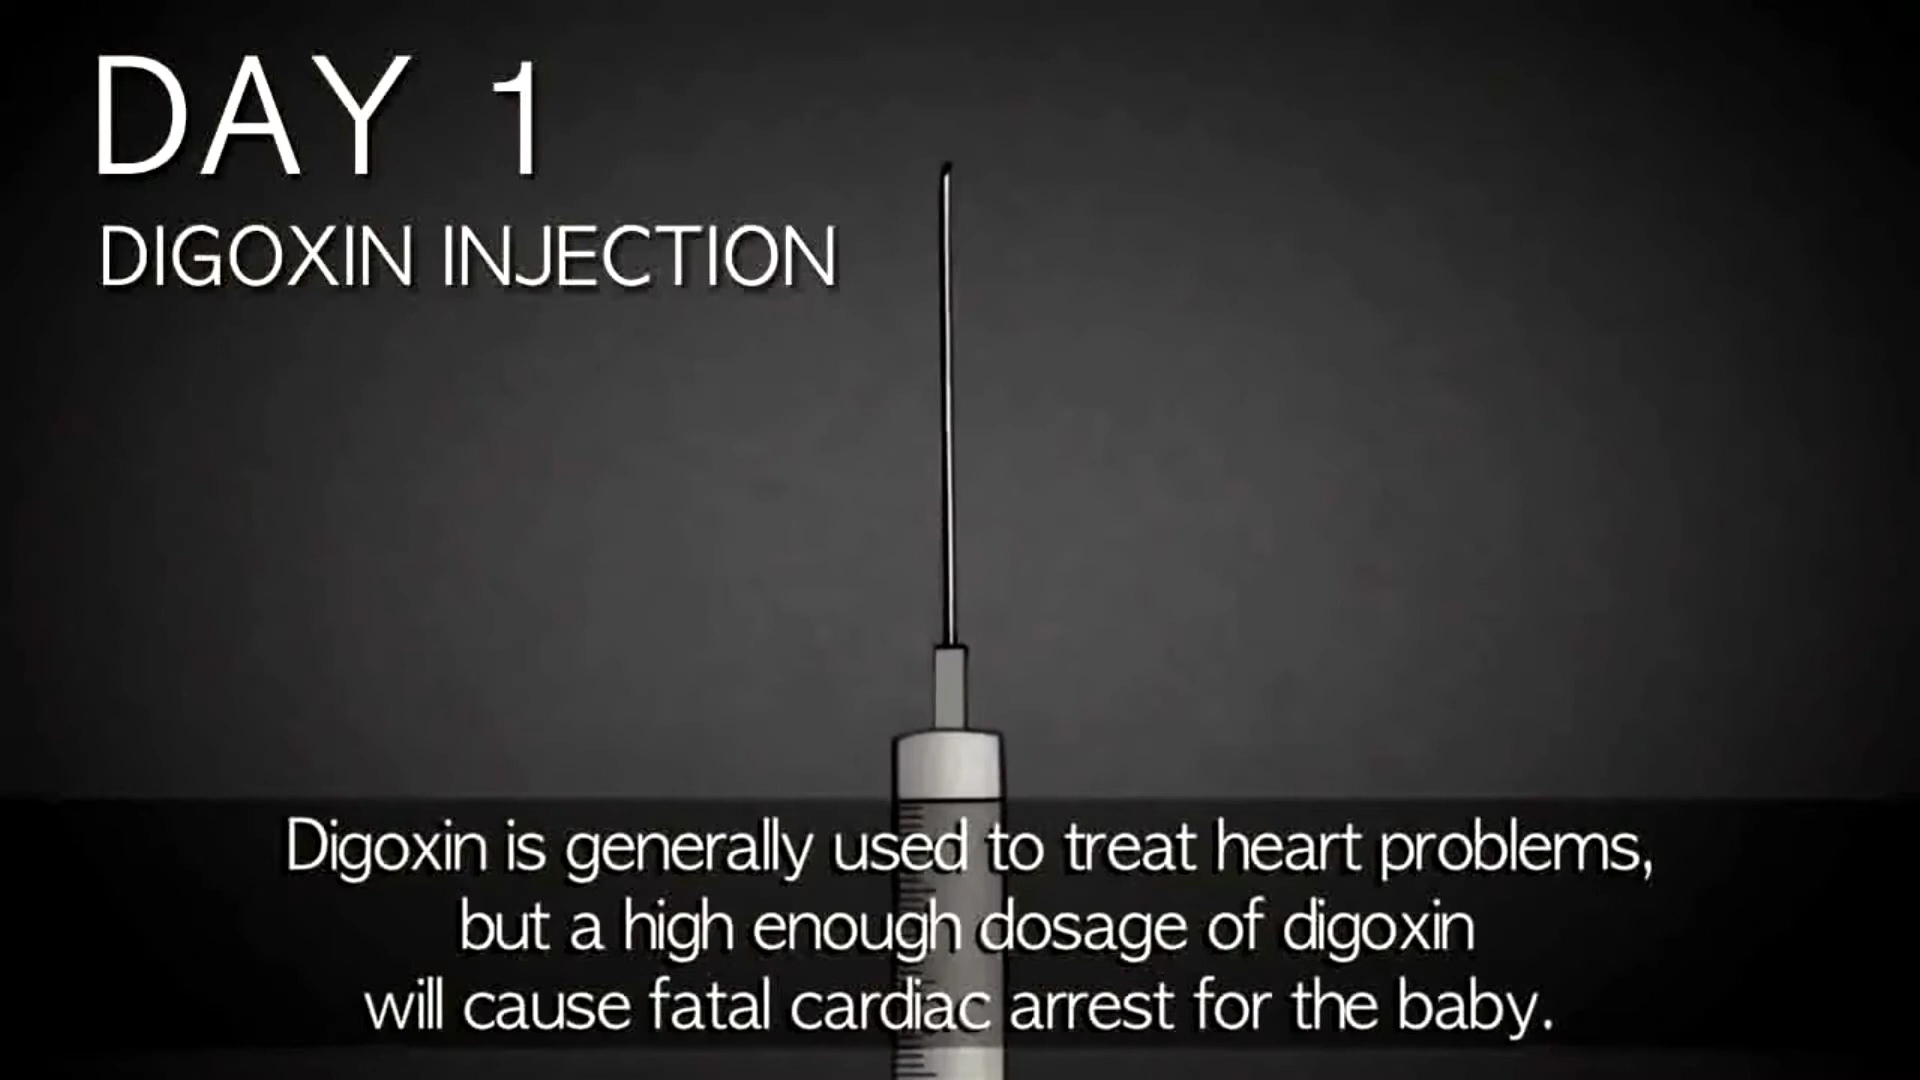 DAY 1
DIGOXIN INJECTION
Digoxin is generally used to treat heart problems,
but a high enough dosage of digoxin
will cause fatal cardiac arrest for the baby.